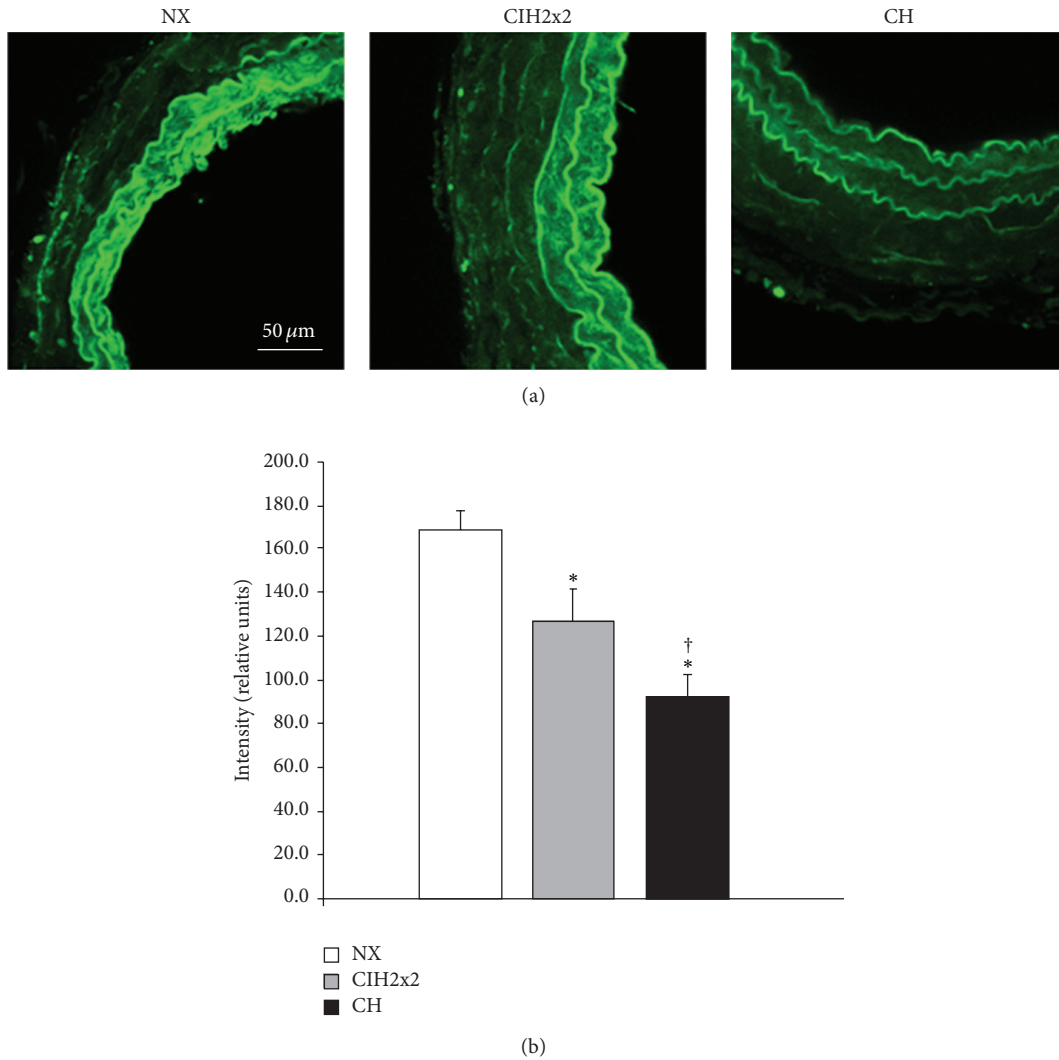 NX CIH2x2 CH
50 µm
(a)
200.0
180.0
160.0
140.0
120.0
100.0
80.0
60.0
40.0
20.0
0.0
Intensity (relative units)
*
†
*
NX
CIH2x2
CH
(b)